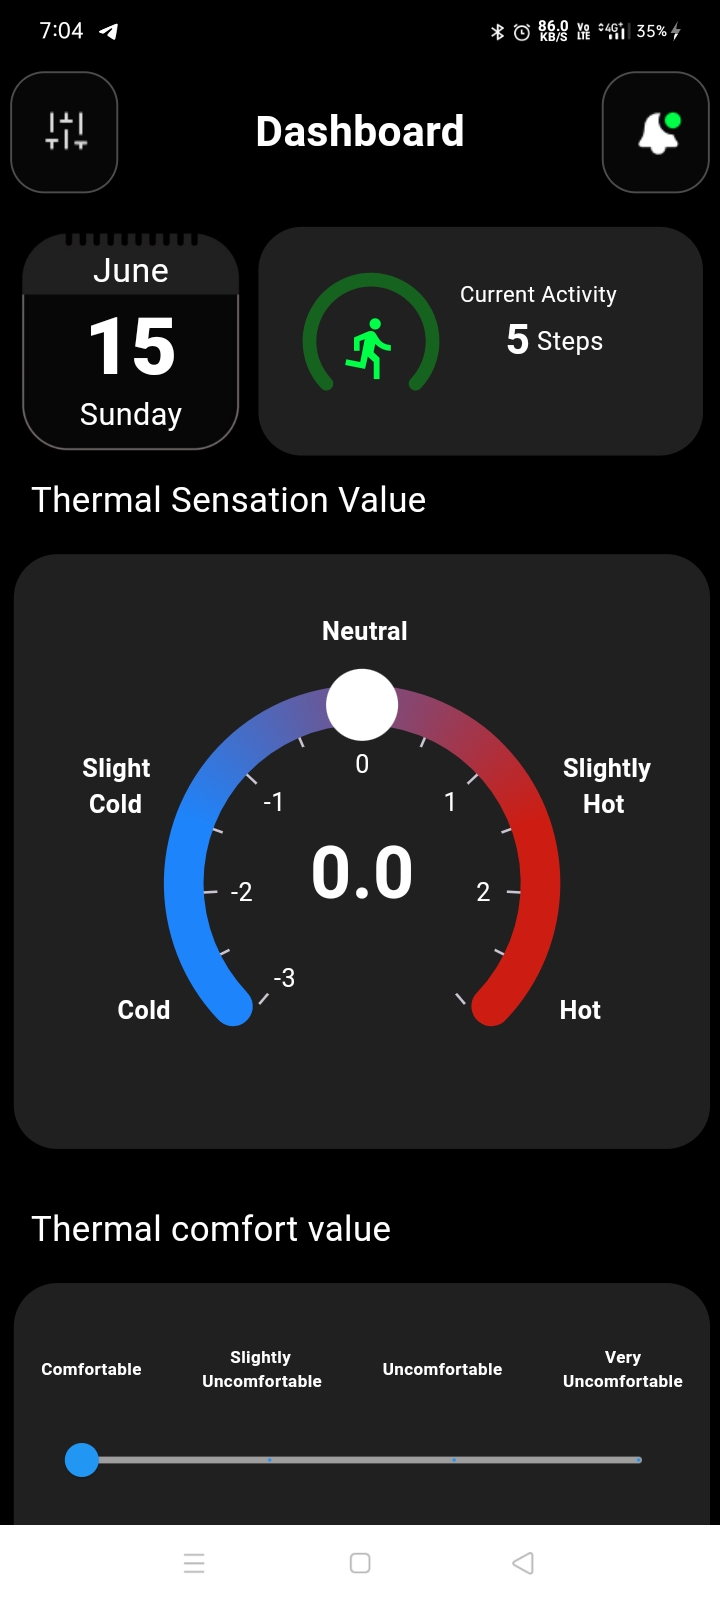 7:04
86.0
KB/S
Vo
LTE
4G+
35%
Dashboard
June
15
Sunday
Current Activity
5 Steps
Thermal Sensation Value
Neutral
Slight
Cold
Slightly
Hot
0
-1
1
0.0
-2
2
-3
Cold
Hot
Thermal comfort value
Comfortable
Slightly
Uncomfortable
Uncomfortable
Very
Uncomfortable